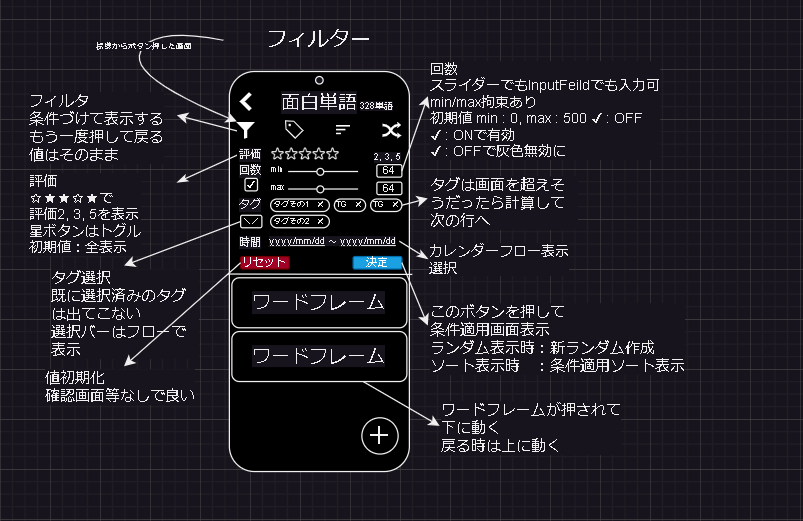 フィルター
拡張からボタン押した画面
フィルタ
条件づけて表示する
もう一度押して戻る
値はそのまま
評価
☆★★☆★で
評価2, 3, 5を表示
星ボタンはトグル
初期値：全表示
タグ選択
既に選択済みのタグ
は出てこない
選択バーはフローで
表示
値初期化
確認画面等なしで良い
面白単語 328単語
評価 ☆☆☆☆☆ 2, 3, 5
回数 min 64
max 64
タグ タグその1 × TG × TG ×
タグその2 ×
時間 yyyy/mm/dd ~ yyyy/mm/dd
リセット 決定
ワードフレーム
ワードフレーム
回数
スライダーでもInputFeildでも入力可
min/max拘束あり
初期値 min : 0, max : 500 ✓ : OFF
✓ : ONで有効
✓ : OFFで灰色無効に
タグは画面を超えそ
うだったら計算して
次の行へ
カレンダーフロー表示
選択
このボタンを押して
条件適用画面表示
ランダム表示時：新ランダム作成
ソート表示時　：条件適用ソート表示
ワードフレームが押されて
下に動く
戻る時は上に動く